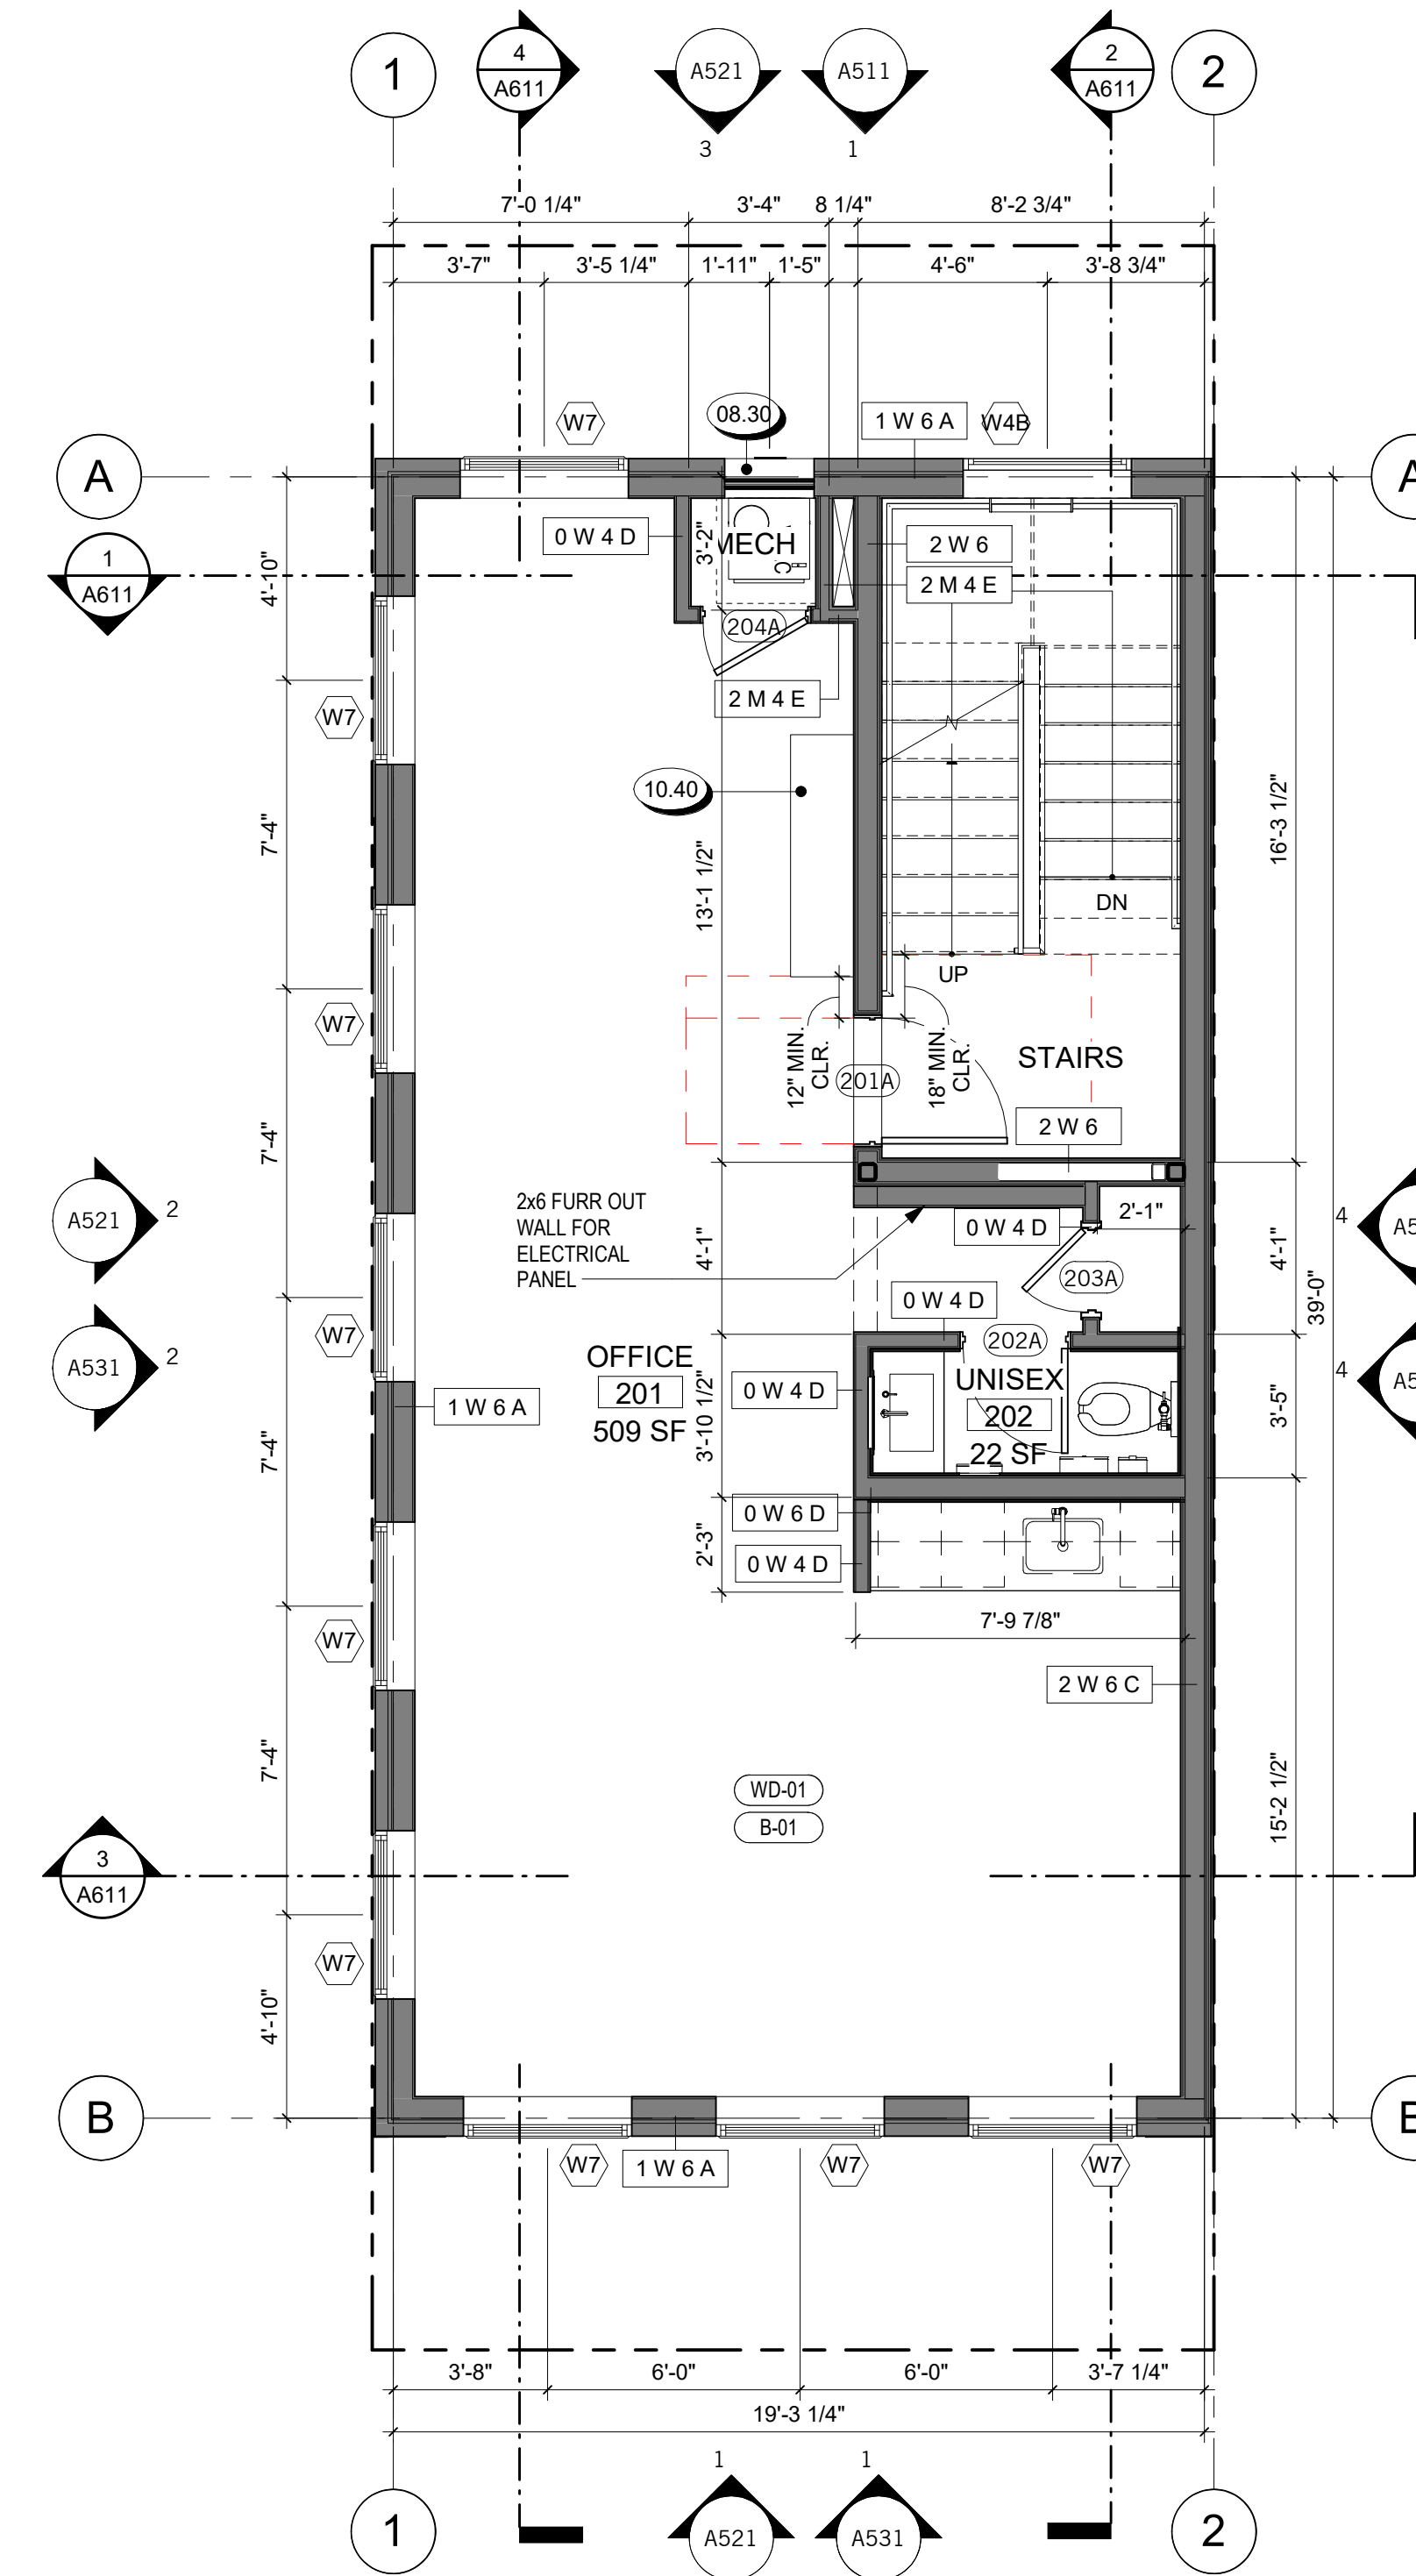 1
4
A611
A521
3
A511
1
2
A611
2
7'-0 1/4"
3'-4"
8 1/4"
8'-2 3/4"
3'-7"
3'-5 1/4"
1'-11"
1'-5"
4'-6"
3'-8 3/4"
W7
08.30
1 W 6 A
W4B
A
A
1
A611
4'-10"
0 W 4 D
3'-2"
MECH
2 W 6
2 M 4 E
204A
2 M 4 E
W7
10.40
7'-4"
13'-1 1/2"
16'-3 1/2"
DN
UP
W7
12" MIN.
CLR.
201A
18" MIN.
CLR.
STAIRS
2 W 6
7'-4"
A521
2
2x6 FURR OUT
WALL FOR
ELECTRICAL
PANEL
4'-1"
0 W 4 D
2'-1"
203A
4'-1"
39'-0"
4
0 W 4 D
202A
W7
A531
2
OFFICE
201
509 SF
1 W 6 A
3'-10 1/2"
0 W 4 D
UNISEX
202
22 SF
3'-5"
4
7'-4"
0 W 6 D
0 W 4 D
2'-3"
7'-9 7/8"
W7
2 W 6 C
7'-4"
WD-01
B-01
15'-2 1/2"
3
A611
W7
4'-10"
B
W7
1 W 6 A
W7
W7
3'-8"
6'-0"
6'-0"
3'-7 1/4"
19'-3 1/4"
1
1
1
A521
A531
2